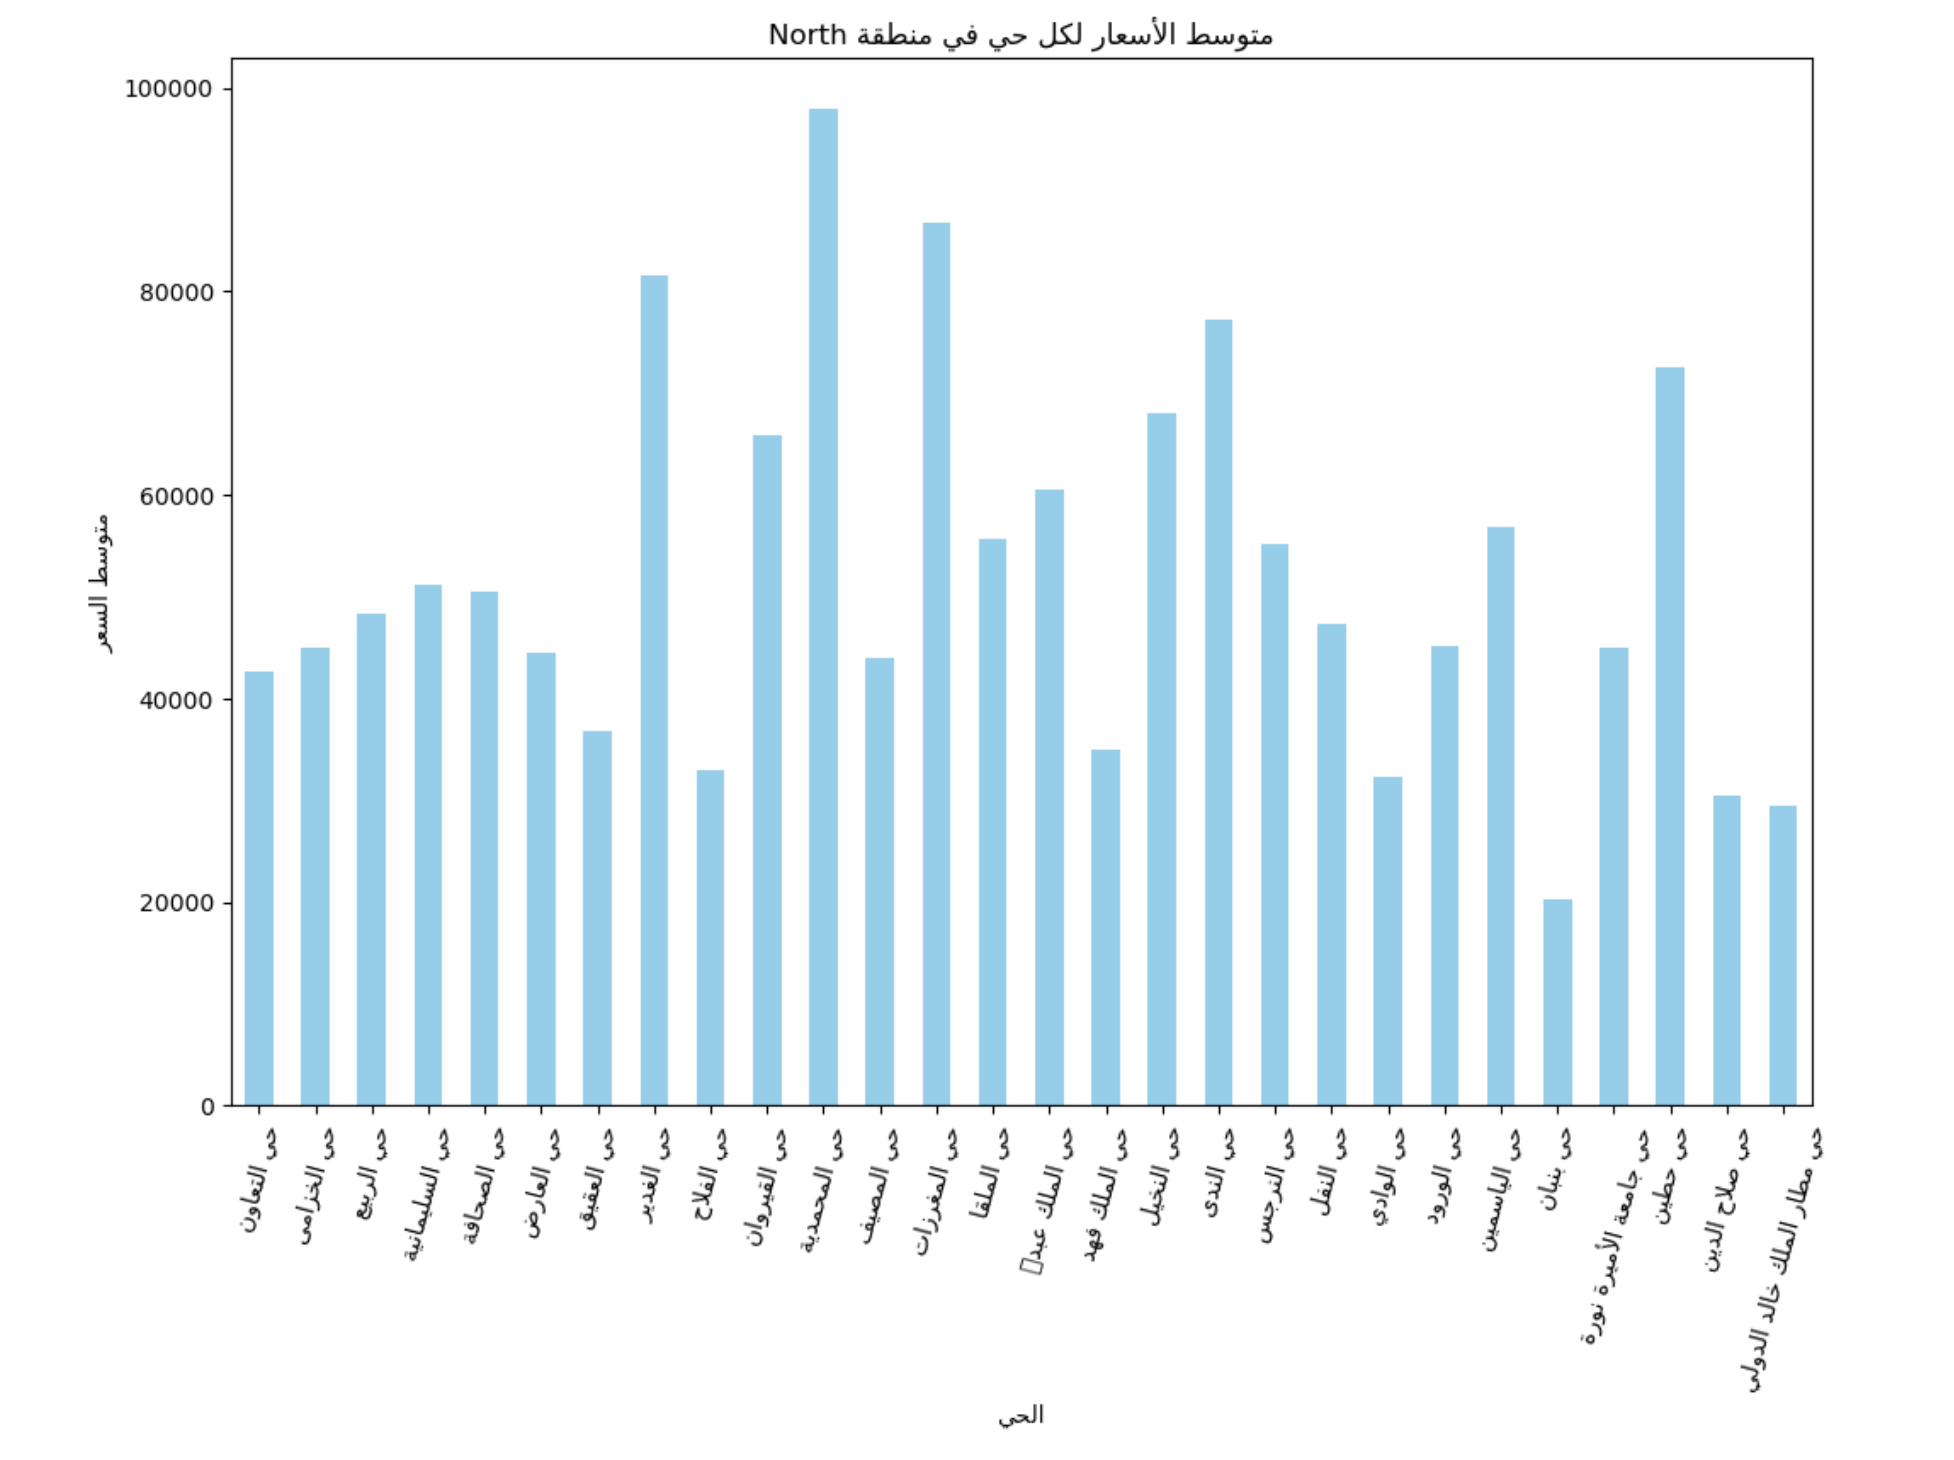 متوسط الأسعار لكل حي في منطقة North
100000
80000
60000
40000
20000
0
متوسط السعر
حي التعاون
حي الخزامى
حي الربيع
حي السليمانية
حي الصحافة
حي العارض
حي العقيق
حي الغدير
حي الفلاح
حي القيروان
حي المحمدية
حي المصيف
حي المغرزات
حي الملقا
حي الملك عبد
حي الملك فهد
حي النخيل
حي الندى
حي النرجس
حي النفل
حي الوادي
حي الورود
حي الياسمين
حي بنبان
حي جامعة الأميرة نورة
حي حطين
حي صلاح الدين
حي مطار الملك خالد الدولي
الحي